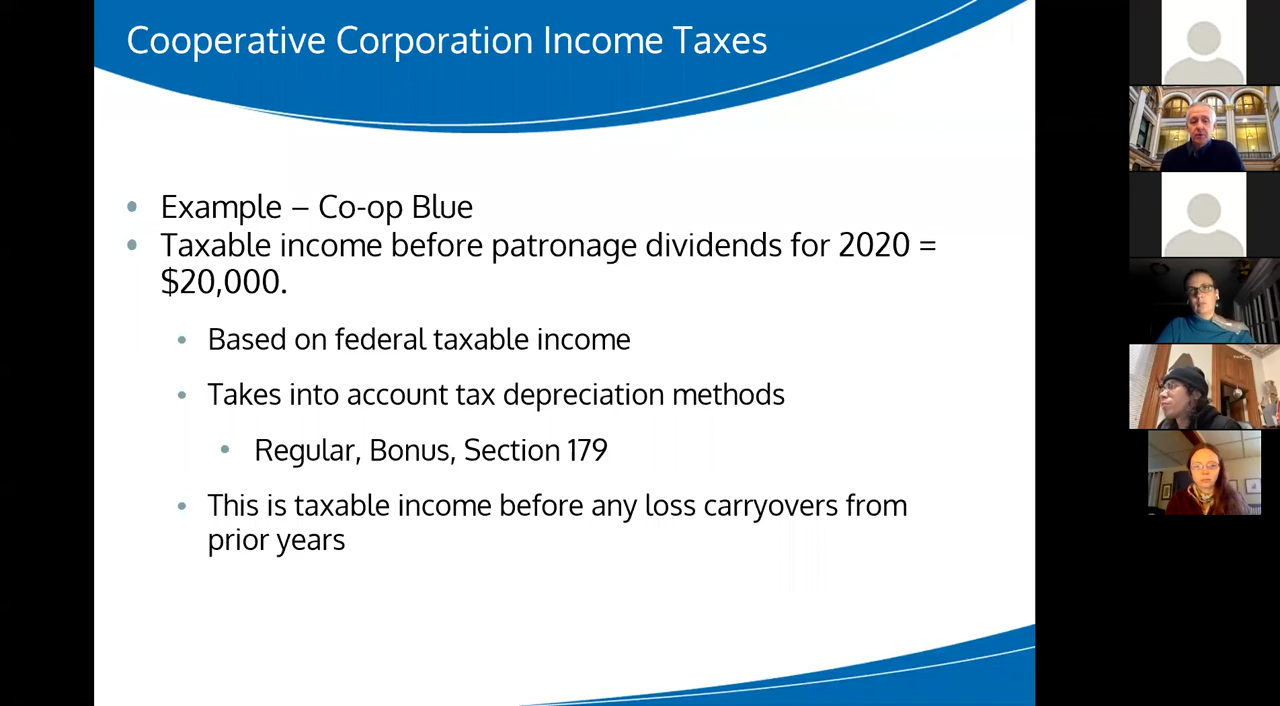 Cooperative Corporation Income Taxes
Example – Co-op Blue
Taxable income before patronage dividends for 2020 =
$20,000.
Based on federal taxable income
Takes into account tax depreciation methods
Regular, Bonus, Section 179
This is taxable income before any loss carryovers from
prior years